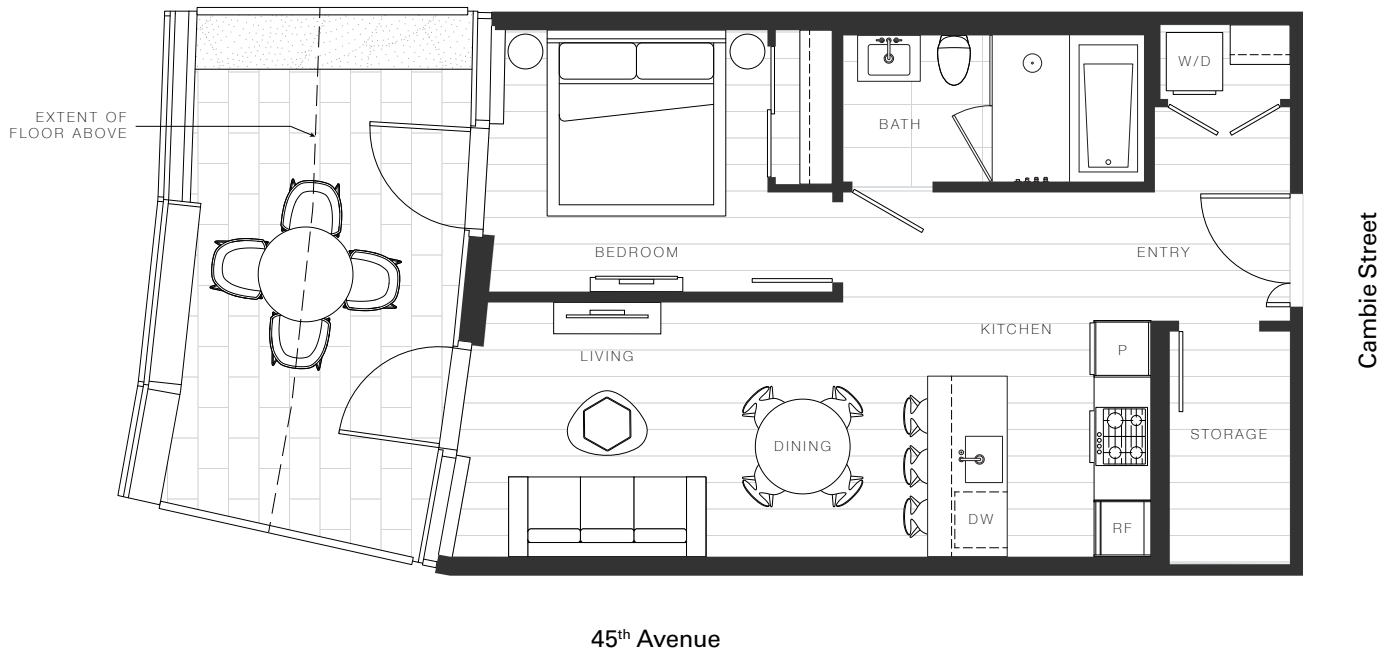 W/D
EXTENT OF
FLOOR ABOVE
BATH
BEDROOM
ENTRY
Cambie Street
KITCHEN
LIVING
P
STORAGE
DINING
DW
RF
45th Avenue